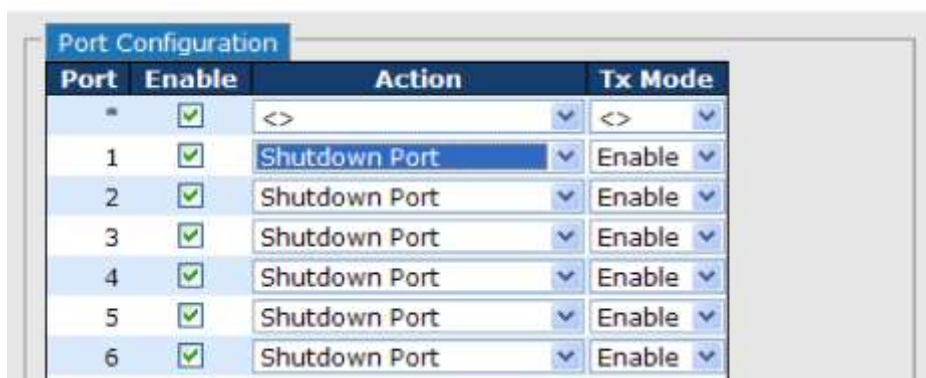 Port Configuration
Port Enable Action Tx Mode
* <> <>
1 Shutdown Port Enable
2 Shutdown Port Enable
3 Shutdown Port Enable
4 Shutdown Port Enable
5 Shutdown Port Enable
6 Shutdown Port Enable